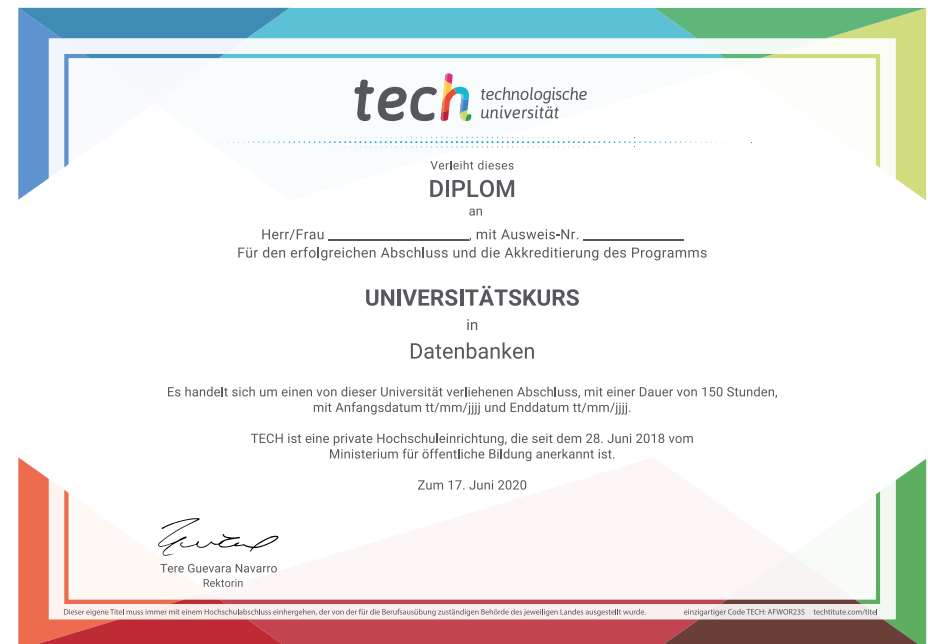 tech technologische
universität
Verleiht dieses
DIPLOM
an
Herr/Frau ____________, mit Ausweis-Nr. ____________
Für den erfolgreichen Abschluss und die Akkreditierung des Programms
UNIVERSITÄTSKURS
in
Datenbanken
Es handelt sich um einen von dieser Universität verliehenen Abschluss, mit einer Dauer von 150 Stunden,
mit Anfangsdatum tt/mm/jjjj und Enddatum tt/mm/jjjj.
TECH ist eine private Hochschuleinrichtung, die seit dem 28. Juni 2018 vom
Ministerium für öffentliche Bildung anerkannt ist.
Zum 17. Juni 2020
Tere Guevara Navarro
Rektorin
Dieser eigene Titel muss immer mit einem Hochschulabschluss einhergehen, der von der für die Berufsausübung zuständigen Behörde des jeweiligen Landes ausgestellt wurde. einzigartiger Code TECH: AFWOR23S techtitute.com/titel